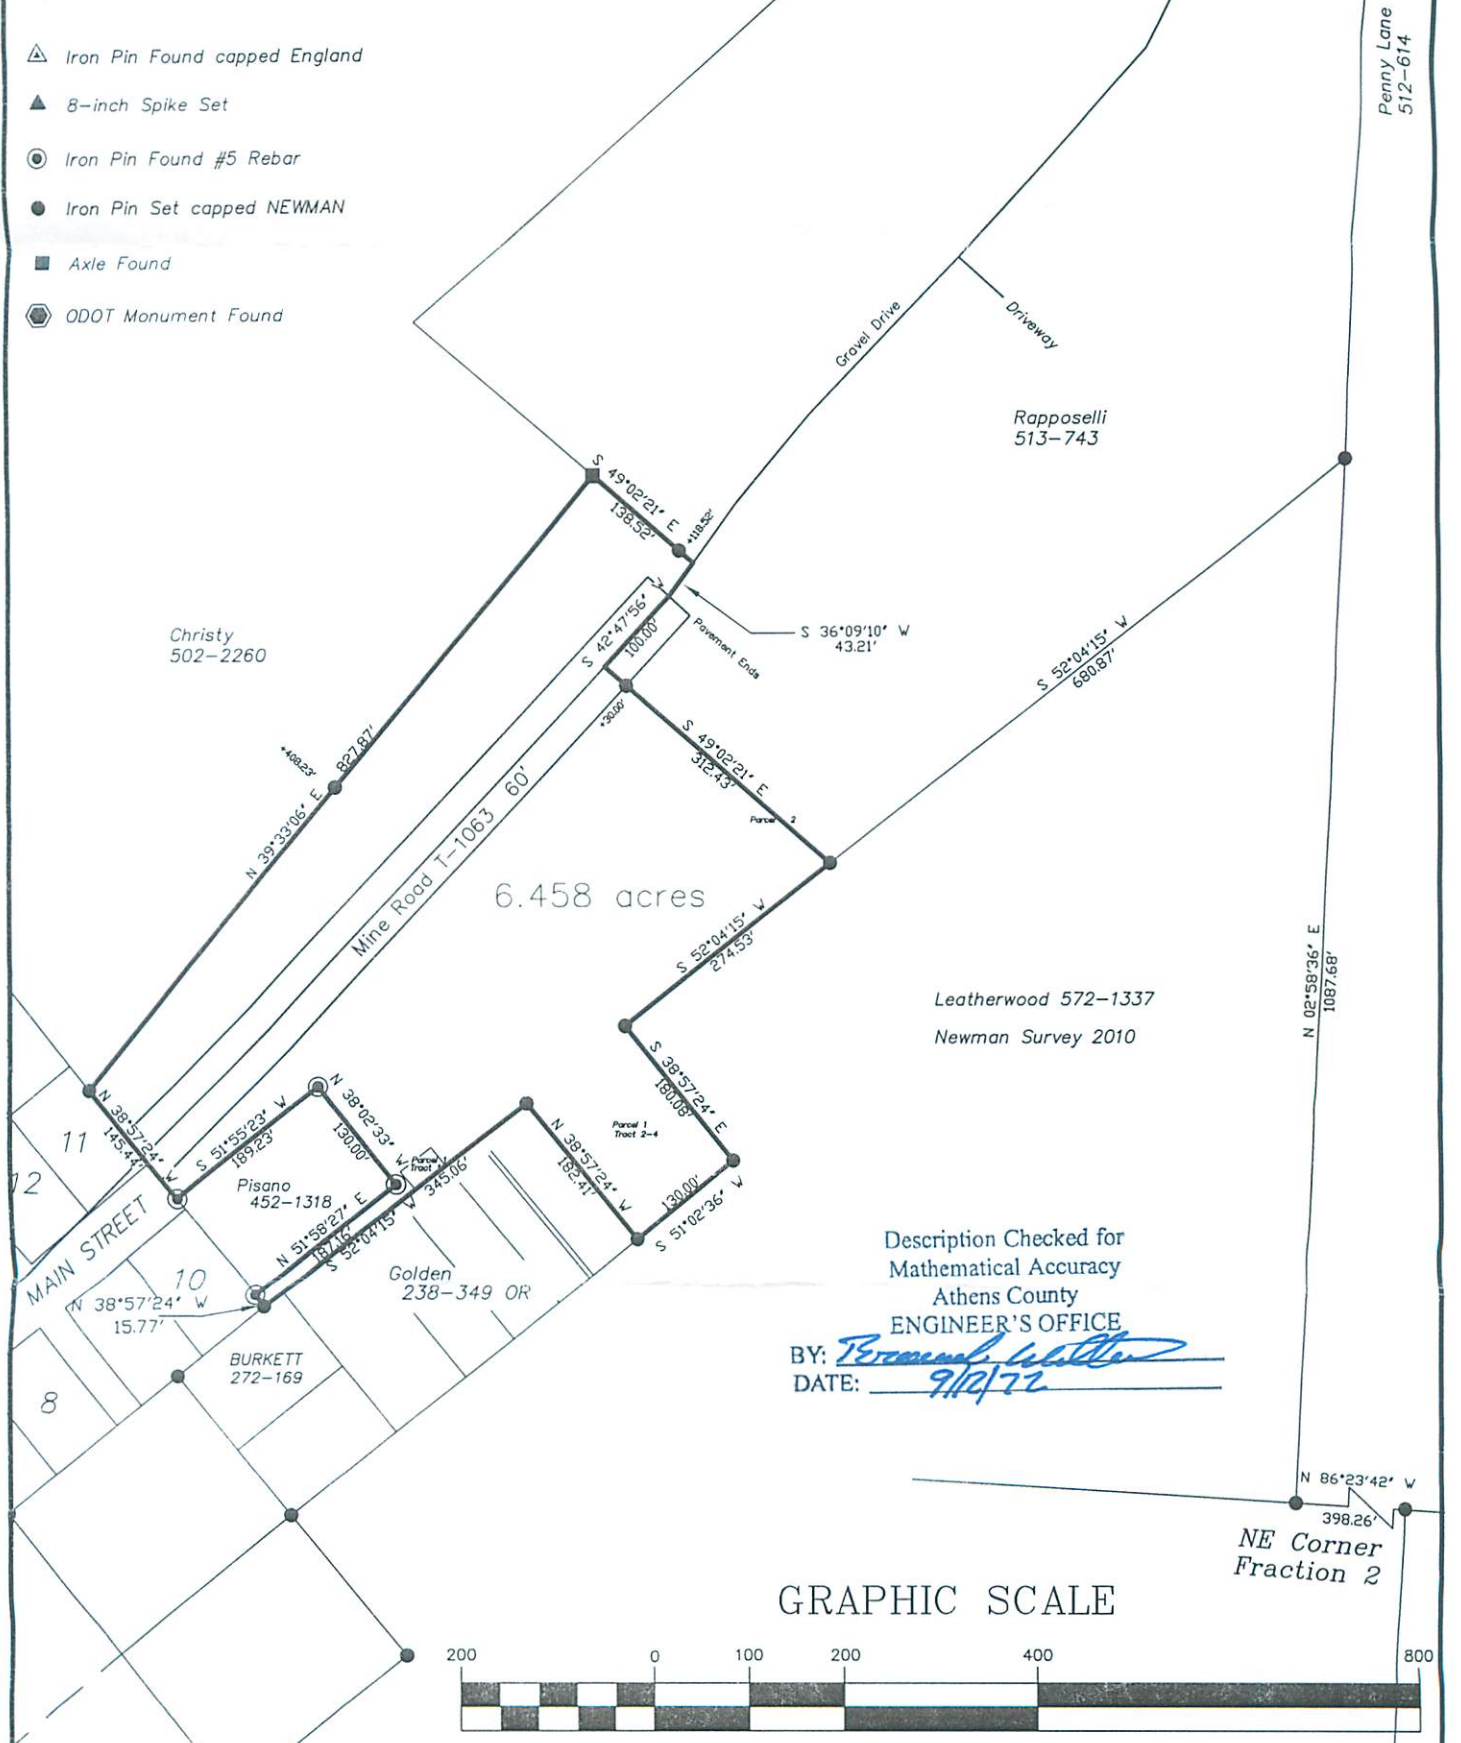 Iron Pin Found capped England
8-inch Spike Set
Iron Pin Found #5 Rebar
Iron Pin Set capped NEWMAN
Axle Found
ODOT Monument Found
Penny Lane
512-614
Gravel Drive
Driveway
Rapposelli
513-743
S 49°02'21" E
138.52'
+118.52'
Christy
502-2260
S 42°47'56" W
100.00'
Pavement Ends
S 36°09'10" W
43.21'
S 52°04'15" W
680.87'
+30.00'
S 49°02'21" E
312.43'
Parcel 2
+408.23'
N 39°33'06" E 827.87'
Mine Road T-1063 60'
6.458 acres
S 52°04'15" W
274.53'
N 02°58'36" E
1087.68'
Leatherwood 572-1337
Newman Survey 2010
S 38°57'24" E
180.08'
N 38°57'24" W
145.44'
S 51°55'23" W
189.23'
N 38°02'33" W
130.00'
Parcel 1
Tract 2-4
N 38°57'24" W
182.41'
Parcel 1
Tract
345.06'
S 52°04'15" W
11
12
Pisano
452-1318
N 51°58'27" E
187.16'
130.00'
S 51°02'36" W
MAIN STREET
10
Golden
238-349 OR
N 38°57'24" W
15.77'
BURKETT
272-169
8
Description Checked for
Mathematical Accuracy
Athens County
ENGINEER'S OFFICE
BY:
DATE: 9/12/22
N 86°23'42" W
398.26'
NE Corner
Fraction 2
GRAPHIC SCALE
200 0 100 200 400 800